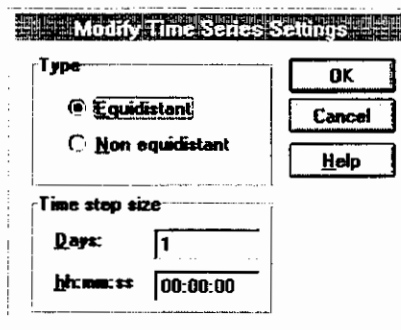 Modify Time Series Settings
Type
Equidistant
Non equidistant
OK
Cancel
Help
Time step size
Days: 1
hh:mm:ss 00:00:00